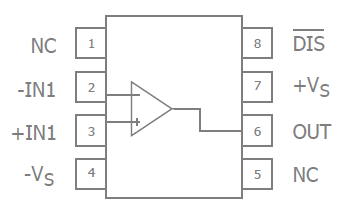 NC 1 8 DIS
-IN1 2 7 +VS
+IN1 3 6 OUT
-VS 4 5 NC